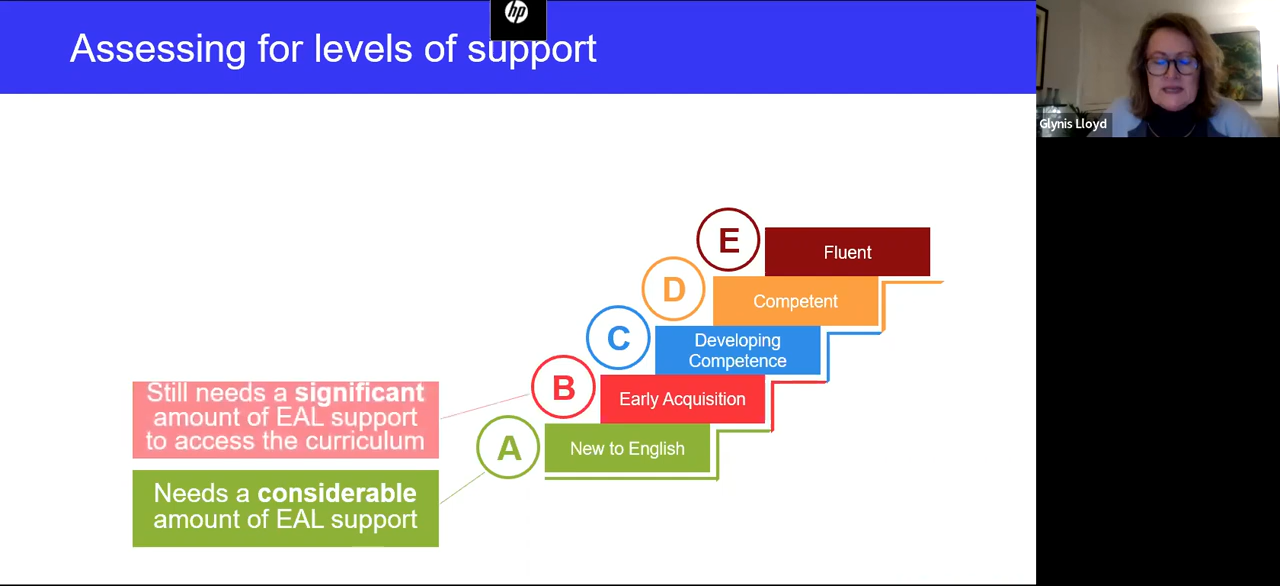 hp
Assessing for levels of support
Glynis Lloyd
E
Fluent
D
Competent
C
Developing
Competence
B
Early Acquisition
A
New to English
Still needs a significant
amount of EAL support
to access the curriculum
Needs a considerable
amount of EAL support